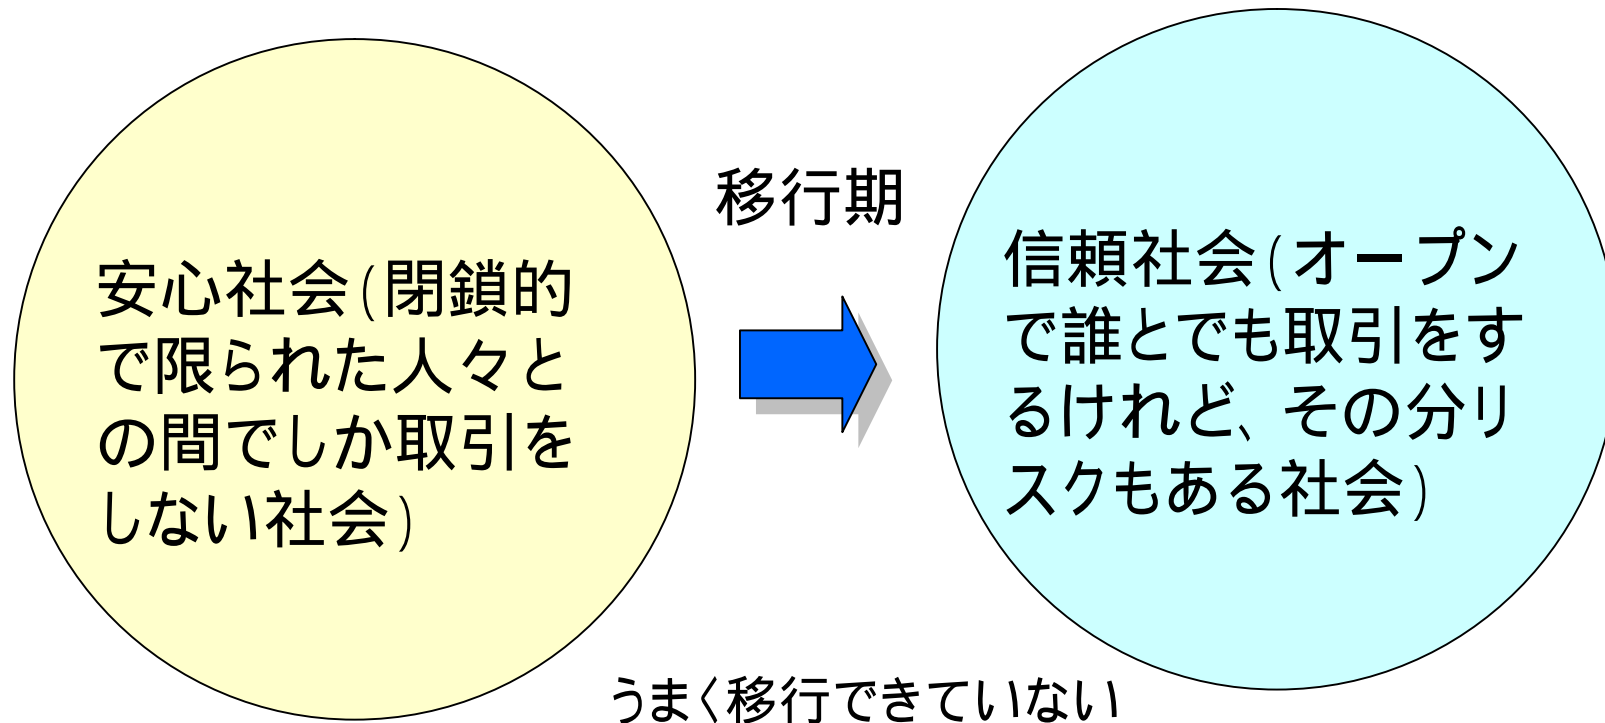 安心社会(閉鎖的
で限られた人々と
の間でしか取引を
しない社会)
移行期
信頼社会(オープン
で誰とでも取引をす
るけれど、その分リ
スクもある社会)
うまく移行できていない